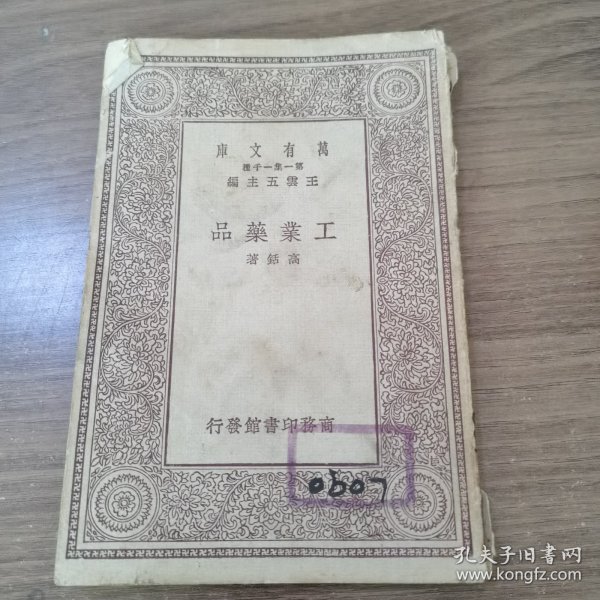 萬有文庫
第一集一千種
王雲五主編
工業藥品
高銛著
商務印書館發行
0607
孔夫子旧书网
www.kongfz.com